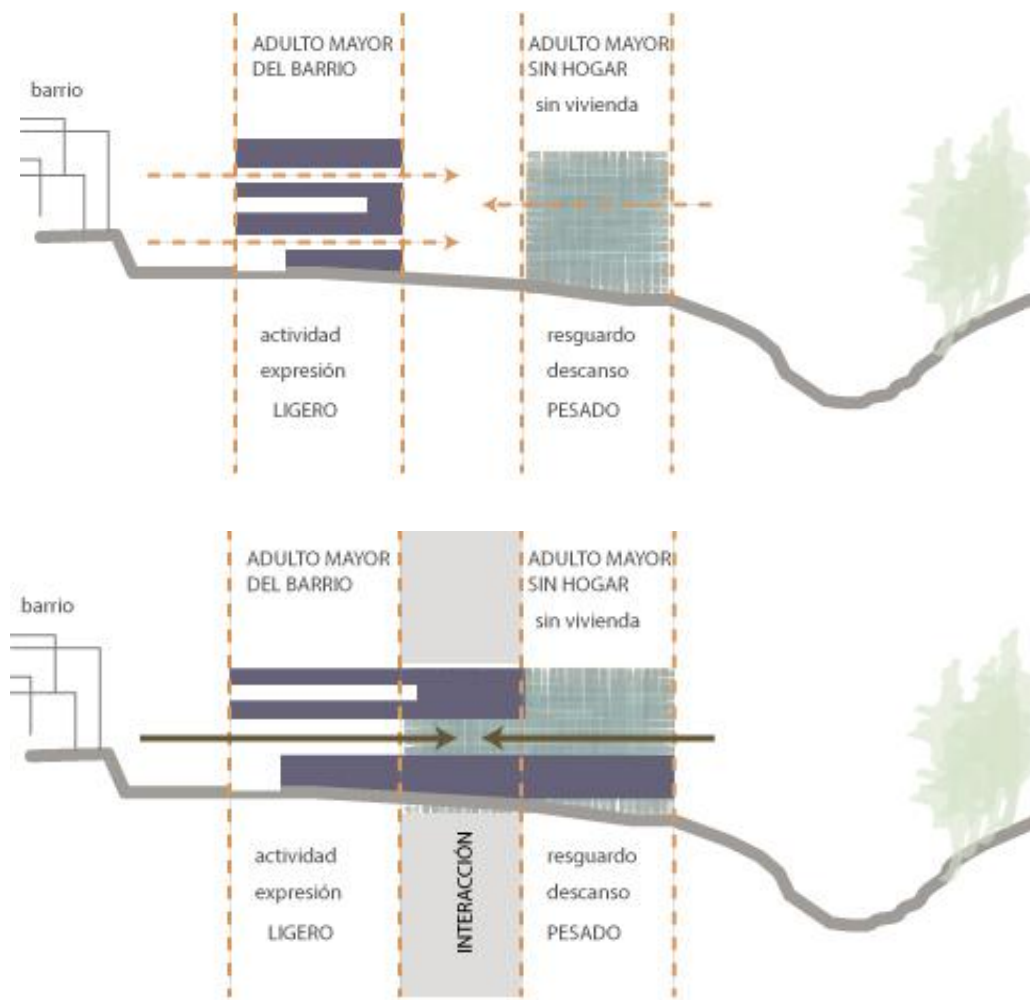 ADULTO MAYOR
DEL BARRIO
ADULTO MAYOR
SIN HOGAR
sin vivienda
barrio
actividad
expresión
LIGERO
resguardo
descanso
PESADO
ADULTO MAYOR
DEL BARRIO
ADULTO MAYOR
SIN HOGAR
sin vivienda
barrio
actividad
expresión
LIGERO
INTERACCIÓN
resguardo
descanso
PESADO